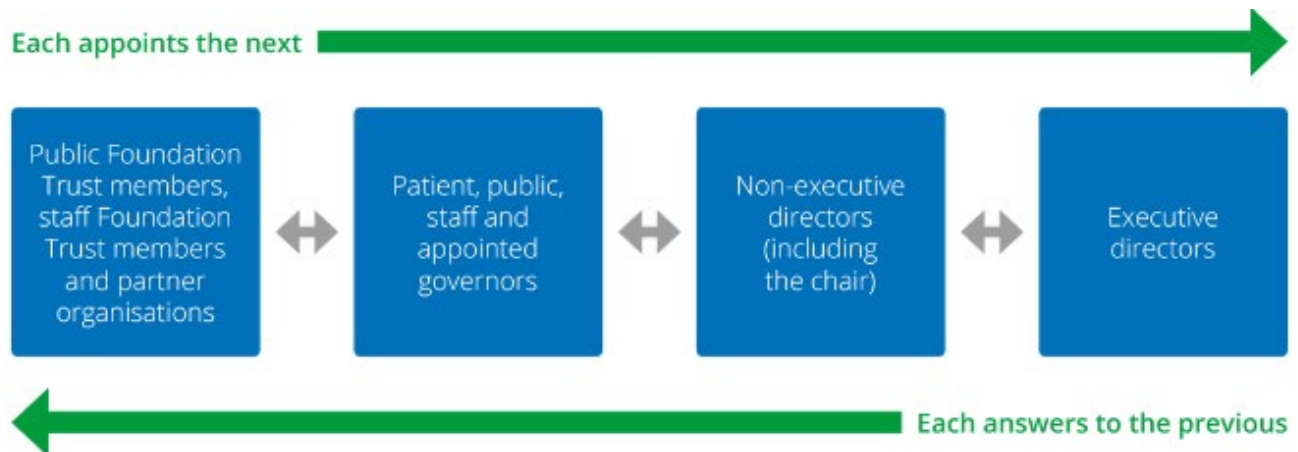 Each appoints the next
Public Foundation
Trust members,
staff Foundation
Trust members
and partner
organisations
Patient, public,
staff and
appointed
governors
Non-executive
directors
(including
the chair)
Executive
directors
Each answers to the previous